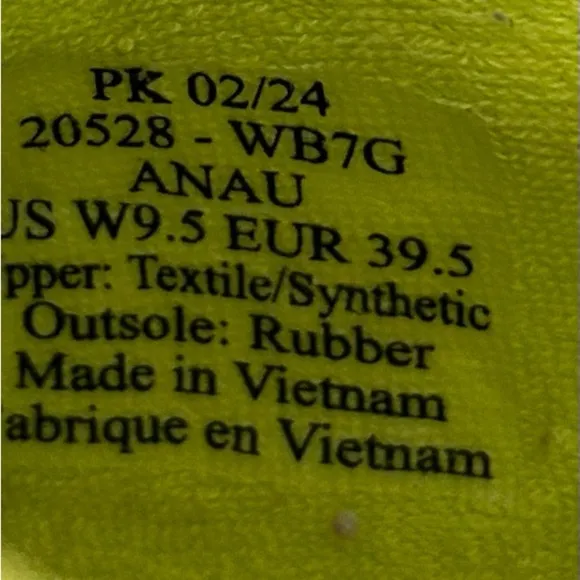 PK 02/24
20528 - WB7G
ANAU
US W9.5 EUR 39.5
pper: Textile/Synthetic
Outsole: Rubber
Made in Vietnam
abrique en Vietnam